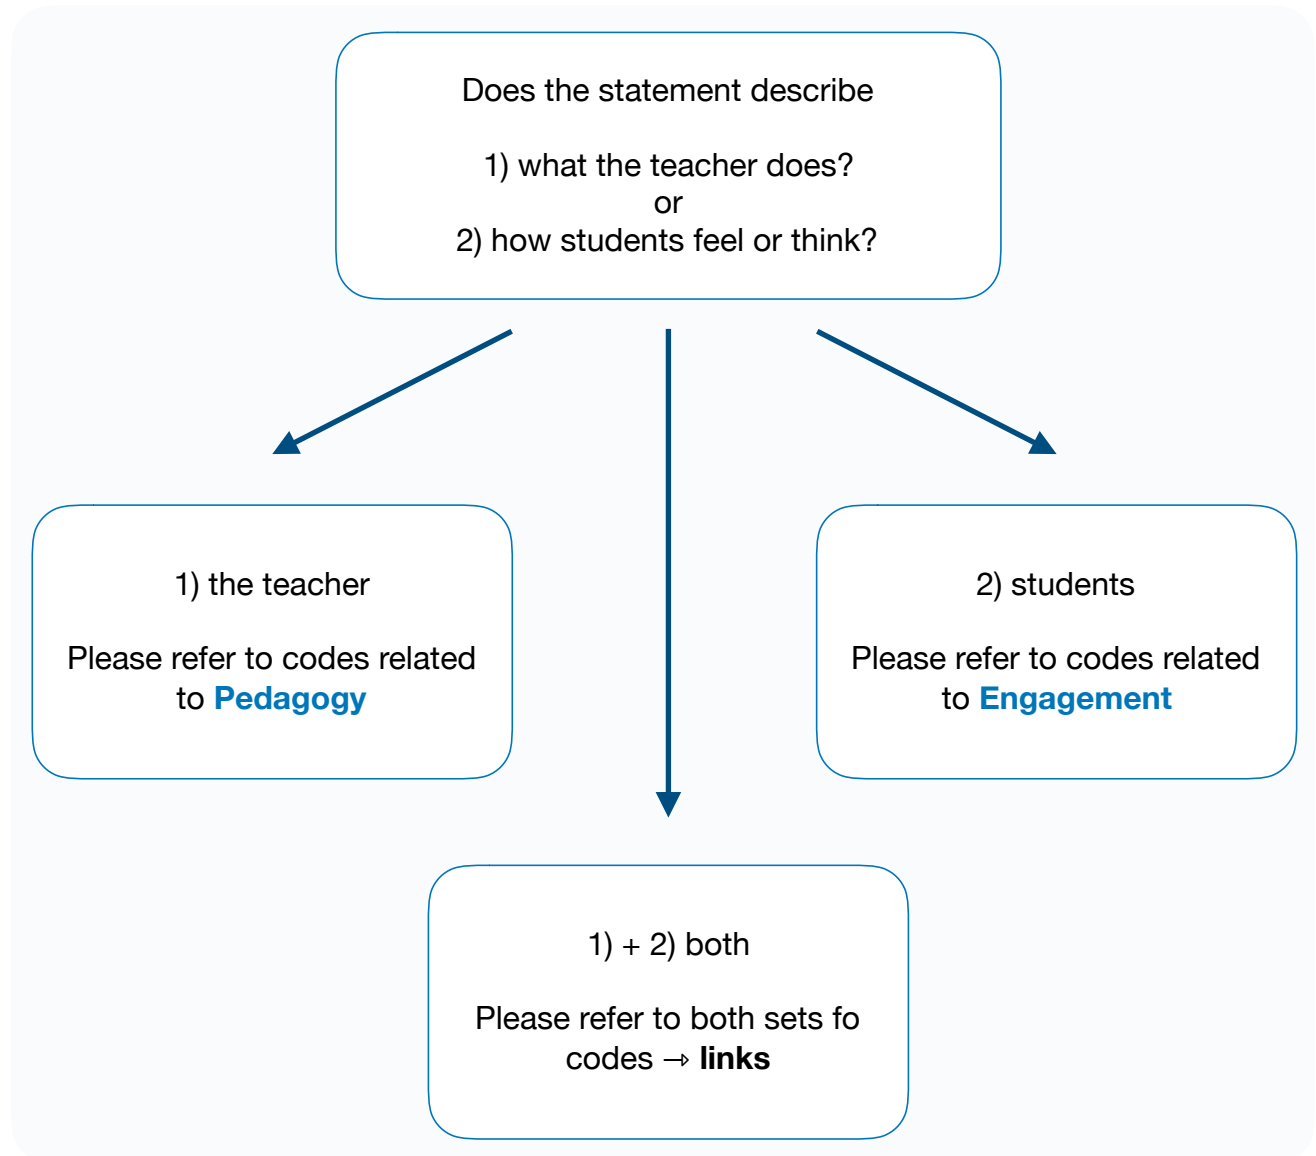 Does the statement describe
1) what the teacher does?
or
2) how students feel or think?
1) the teacher
Please refer to codes related
to Pedagogy
2) students
Please refer to codes related
to Engagement
1) + 2) both
Please refer to both sets fo
codes → links